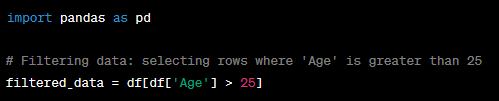 import pandas as pd
# Filtering data: selecting rows where 'Age' is greater than 25
filtered_data = df[df['Age'] > 25]